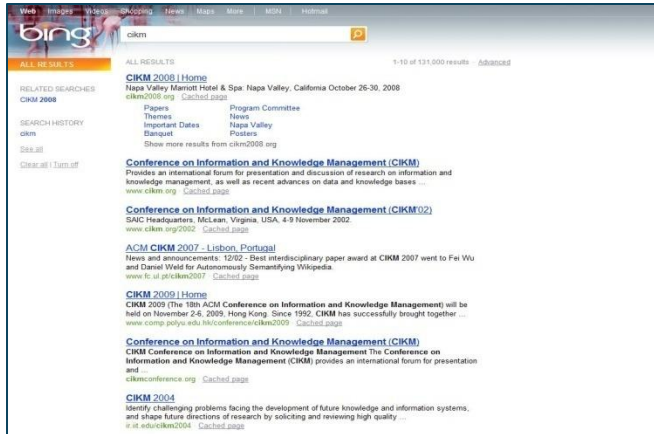 Web Images Videos Shopping News Maps More | MSN | Hotmail
bing
cikm
ALL RESULTS
ALL RESULTS 1-10 of 131,000 results · Advanced
RELATED SEARCHES
CIKM 2008
SEARCH HISTORY
cikm
See all
Clear all | Turn off
CIKM 2008 | Home
Napa Valley Marriott Hotel & Spa: Napa Valley, California October 26-30, 2008
cikm2008.org · Cached page
Papers Program Committee
Themes News
Important Dates Napa Valley
Banquet Posters
Show more results from cikm2008.org
Conference on Information and Knowledge Management (CIKM)
Provides an international forum for presentation and discussion of research on information and
knowledge management, as well as recent advances on data and knowledge bases ...
www.cikm.org · Cached page
Conference on Information and Knowledge Management (CIKM'02)
SAIC Headquarters, McLean, Virginia, USA, 4-9 November 2002.
www.cikm.org/2002 · Cached page
ACM CIKM 2007 - Lisbon, Portugal
News and announcements: 12/02 - Best interdisciplinary paper award at CIKM 2007 went to Fei Wu
and Daniel Weld for Autonomously Semantifying Wikipedia.
www.fc.ul.pt/cikm2007 · Cached page
CIKM 2009 | Home
CIKM 2009 (The 18th ACM Conference on Information and Knowledge Management) will be
held on November 2-6, 2009, Hong Kong. Since 1992, CIKM has successfully brought together ...
www.comp.polyu.edu.hk/conference/cikm2009 · Cached page
Conference on Information and Knowledge Management (CIKM)
CIKM Conference on Information and Knowledge Management The Conference on
Information and Knowledge Management (CIKM) provides an international forum for presentation
and ...
cikmconference.org · Cached page
CIKM 2004
Identify challenging problems facing the development of future knowledge and information systems,
and shape future directions of research by soliciting and reviewing high quality ...
ir.iit.edu/cikm2004 · Cached page